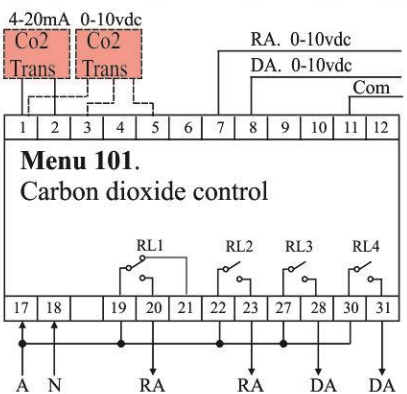 4-20mA 0-10vdc
Co2 Co2
Trans Trans
RA. 0-10vdc
DA. 0-10vdc
Com
1 2 3 4 5 6 7 8 9 10 11 12
Menu 101.
Carbon dioxide control
RL1 RL2 RL3 RL4
17 18 19 20 21 22 23 27 28 30 31
A N RA RA DA DA